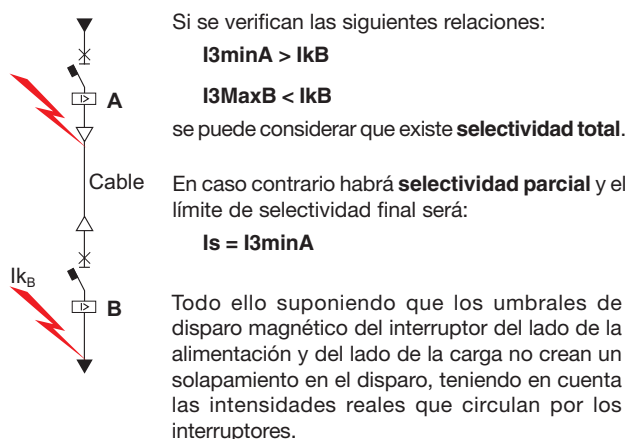 Si se verifican las siguientes relaciones:
I3minA > IkB
I3MaxB < IkB
se puede considerar que existe selectividad total.
En caso contrario habrá selectividad parcial y el
límite de selectividad final será:
Is = I3minA
Todo ello suponiendo que los umbrales de
disparo magnético del interruptor del lado de la
alimentación y del lado de la carga no crean un
solapamiento en el disparo, teniendo en cuenta
las intensidades reales que circulan por los
interruptores.
I> A
Cable
IkB
I> B